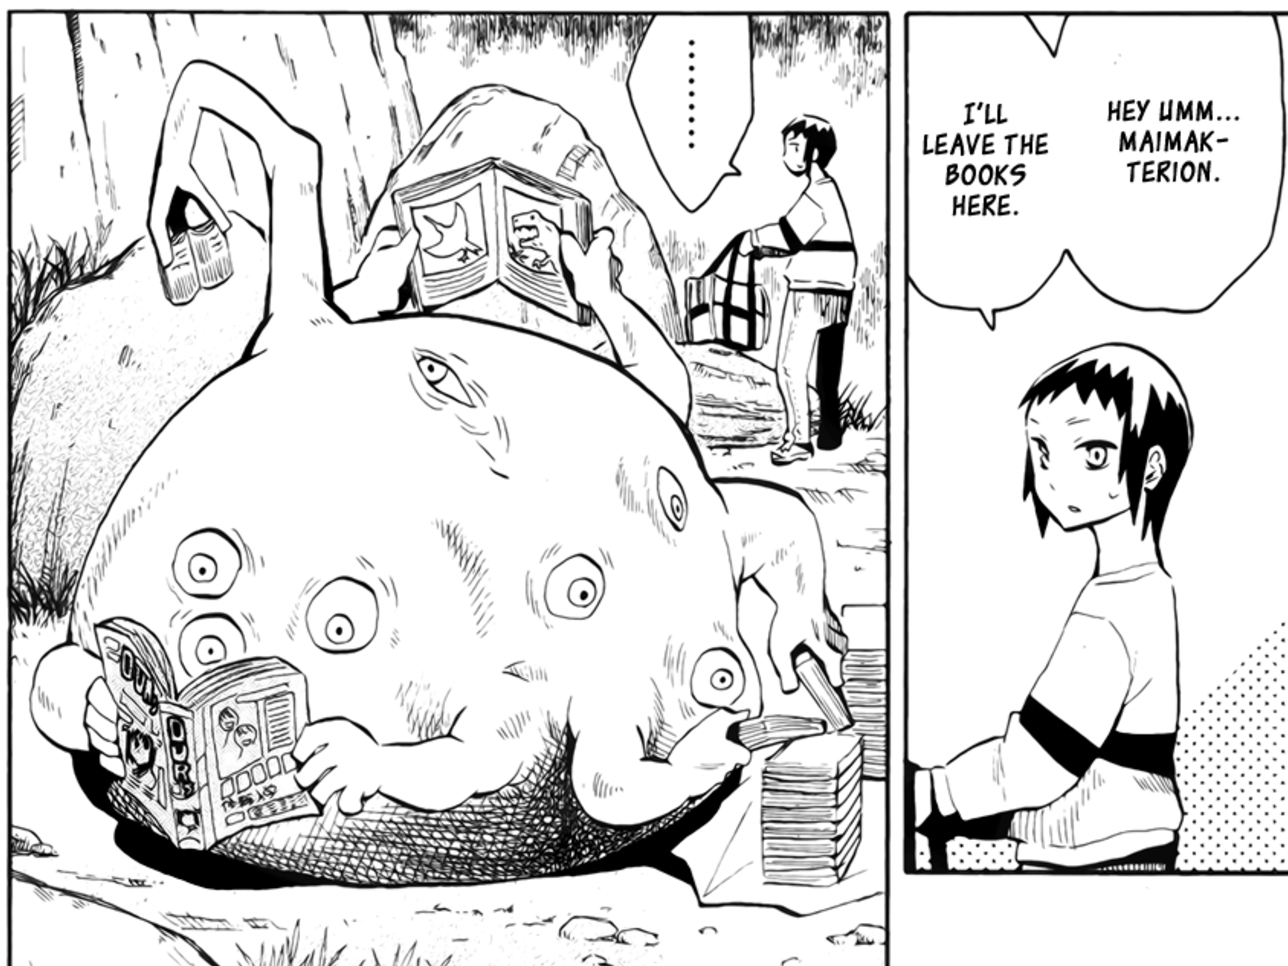 HEY UMM...
MAIMAK-
TERION.
I'LL
LEAVE THE
BOOKS
HERE.
.........